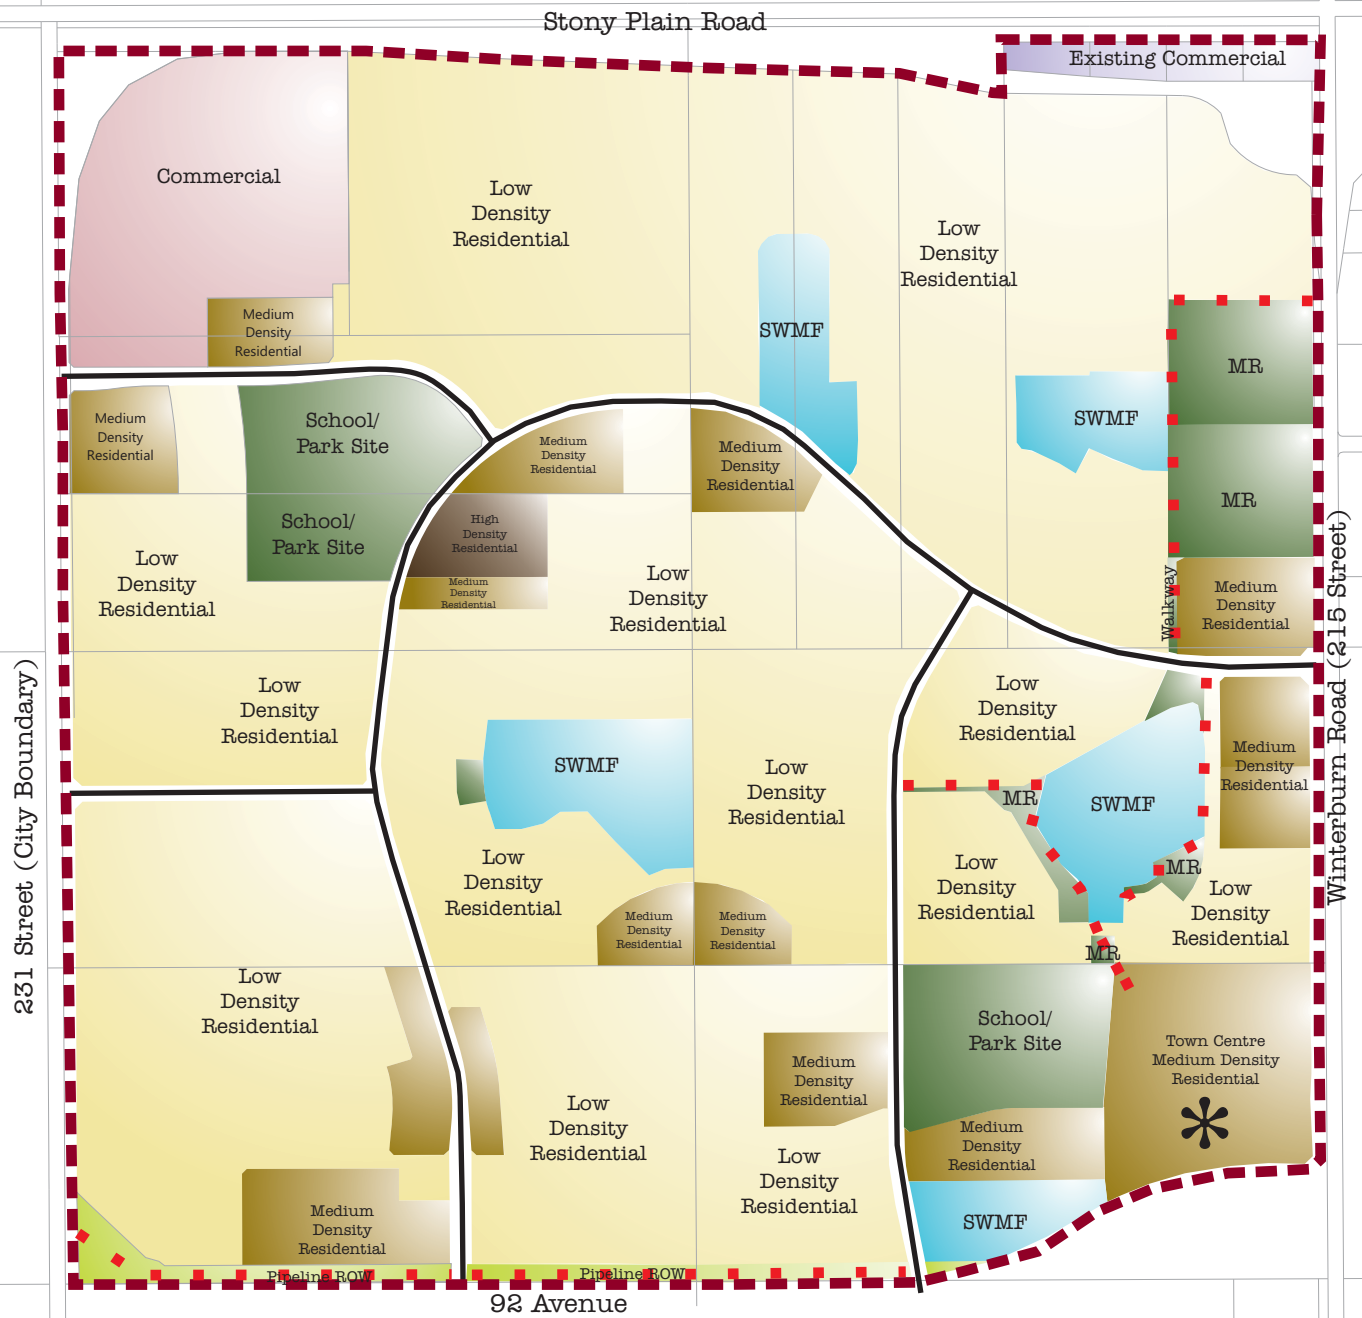 Stony Plain Road
Existing Commercial
Commercial
Low
Density
Residential
Low
Density
Residential
Medium
Density
Residential
SWMF
MR
SWMF
Medium
Density
Residential
School/
Park Site
Medium
Density
Residential
Medium
Density
Residential
MR
School/
Park Site
High
Density
Residential
Low
Density
Residential
Low
Density
Residential
Medium
Density
Residential
Walkway
Medium
Density
Residential
Winterburn Road (215 Street)
231 Street (City Boundary)
Low
Density
Residential
Low
Density
Residential
SWMF
Low
Density
Residential
MR
SWMF
Medium
Density
Residential
Low
Density
Residential
Low
Density
Residential
MR
Low
Density
Residential
Medium
Density
Residential
Medium
Density
Residential
MR
Low
Density
Residential
School/
Park Site
Town Centre
Medium Density
Residential
*
Medium
Density
Residential
Low
Density
Residential
Medium
Density
Residential
Low
Density
Residential
Medium
Density
Residential
SWMF
Pipeline ROW
Pipeline ROW
92 Avenue